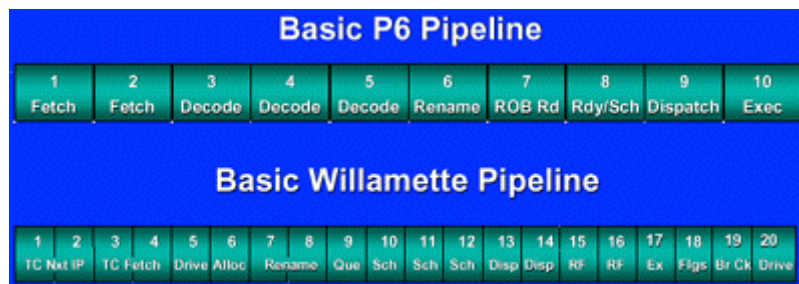 Basic P6 Pipeline
1 2 3 4 5 6 7 8 9 10
Fetch Fetch Decode Decode Decode Rename ROB Rd Rdy/Sch Dispatch Exec
Basic Willamette Pipeline
1 2 3 4 5 6 7 8 9 10 11 12 13 14 15 16 17 18 19 20
TC Nxt IP TC Fetch Drive Alloc Rename Que Sch Sch Sch Disp Disp RF RF Ex Flgs Br Ck Drive